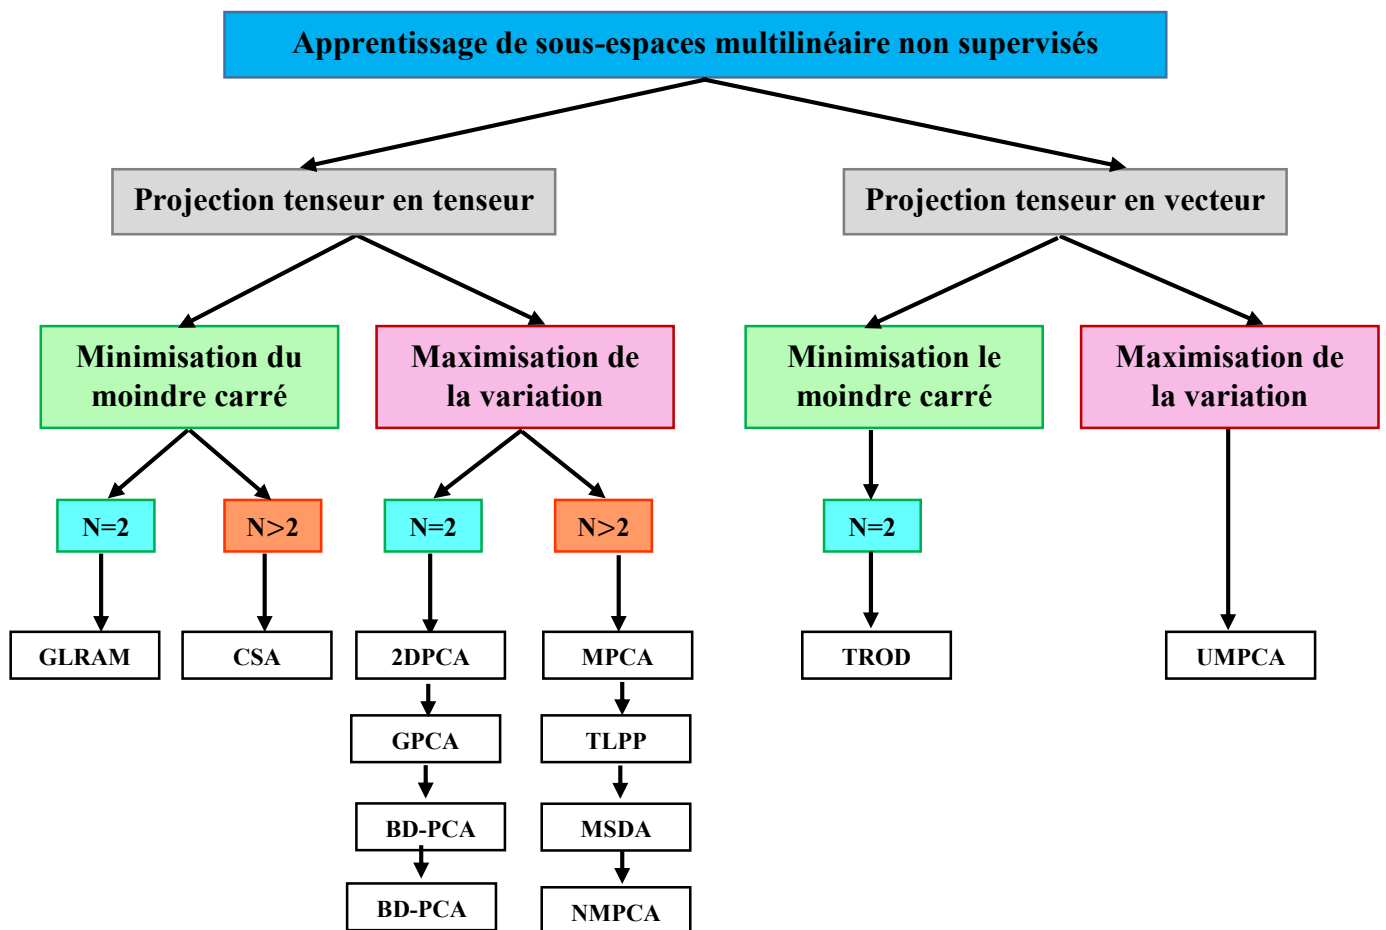 Apprentissage de sous-espaces multilinéaire non supervisés
Projection tenseur en tenseur
Projection tenseur en vecteur
Minimisation du
moindre carré
Maximisation de
la variation
Minimisation le
moindre carré
Maximisation de
la variation
N=2
N>2
N=2
N>2
N=2
GLRAM
CSA
2DPCA
MPCA
TROD
UMPCA
GPCA
TLPP
BD-PCA
MSDA
BD-PCA
NMPCA